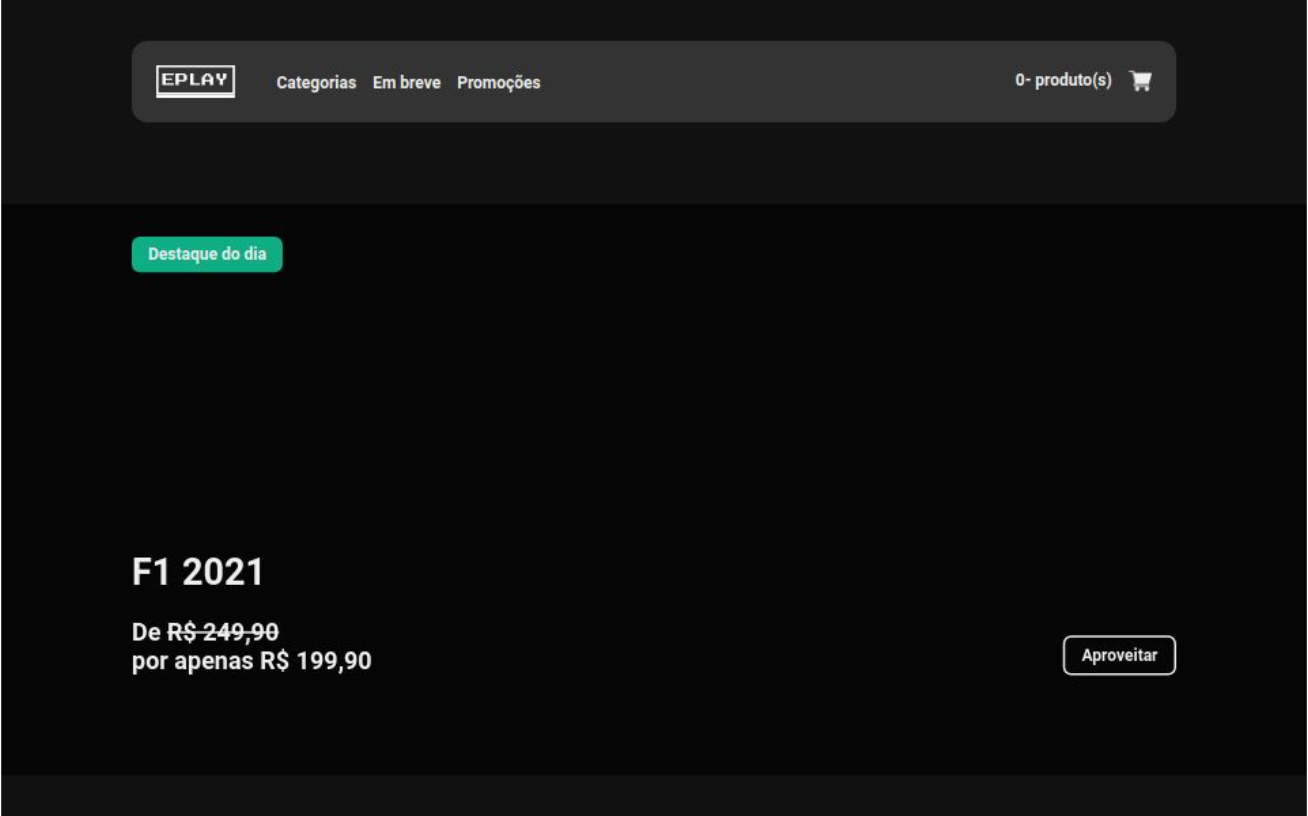 EPLAY
Categorias Em breve Promoções
0- produto(s)
Destaque do dia
F1 2021
De R$ 249,90
por apenas R$ 199,90
Aproveitar